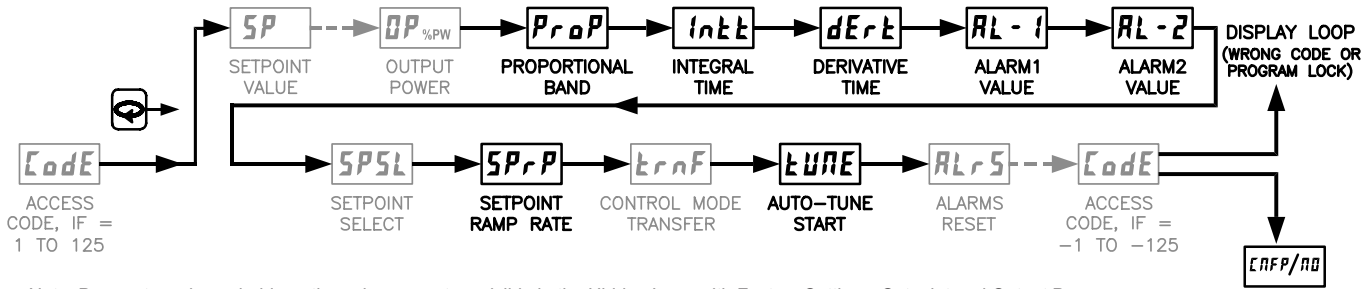 SP
SETPOINT
VALUE
OP %PW
OUTPUT
POWER
ProP
PROPORTIONAL
BAND
Intt
INTEGRAL
TIME
dErt
DERIVATIVE
TIME
AL-1
ALARM1
VALUE
AL-2
ALARM2
VALUE
DISPLAY LOOP
(WRONG CODE OR
PROGRAM LOCK)
CodE
ACCESS
CODE, IF =
1 TO 125
SPSL
SETPOINT
SELECT
SPrP
SETPOINT
RAMP RATE
trnF
CONTROL MODE
TRANSFER
tUNE
AUTO-TUNE
START
ALrS
ALARMS
RESET
CodE
ACCESS
CODE, IF =
-1 TO -125
CNFP/NO